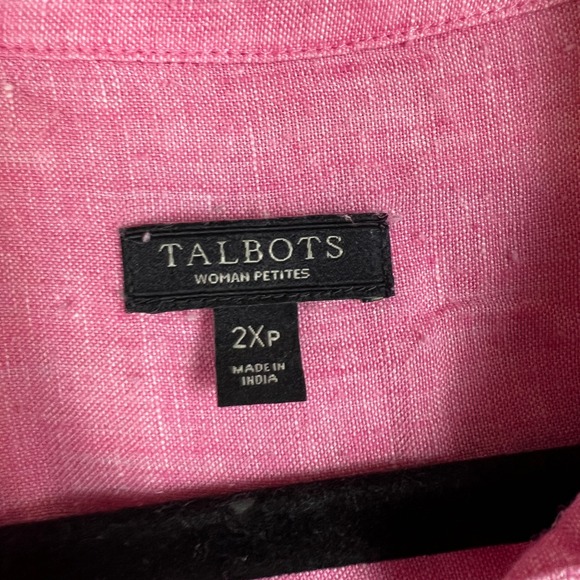 TALBOTS
WOMAN PETITES
2XP
MADE IN
INDIA